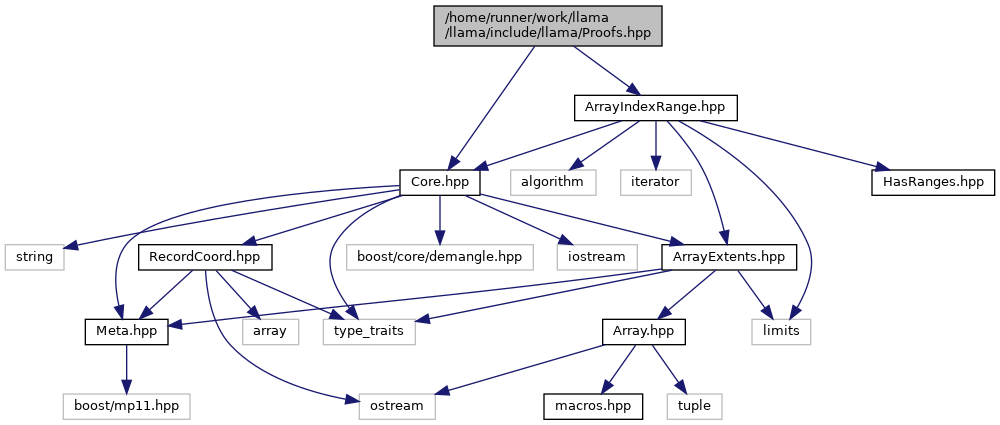 /home/runner/work/llama
/llama/include/llama/Proofs.hpp
ArrayIndexRange.hpp
Core.hpp
algorithm
iterator
HasRanges.hpp
string
RecordCoord.hpp
boost/core/demangle.hpp
iostream
ArrayExtents.hpp
Meta.hpp
array
type_traits
Array.hpp
limits
boost/mp11.hpp
ostream
macros.hpp
tuple